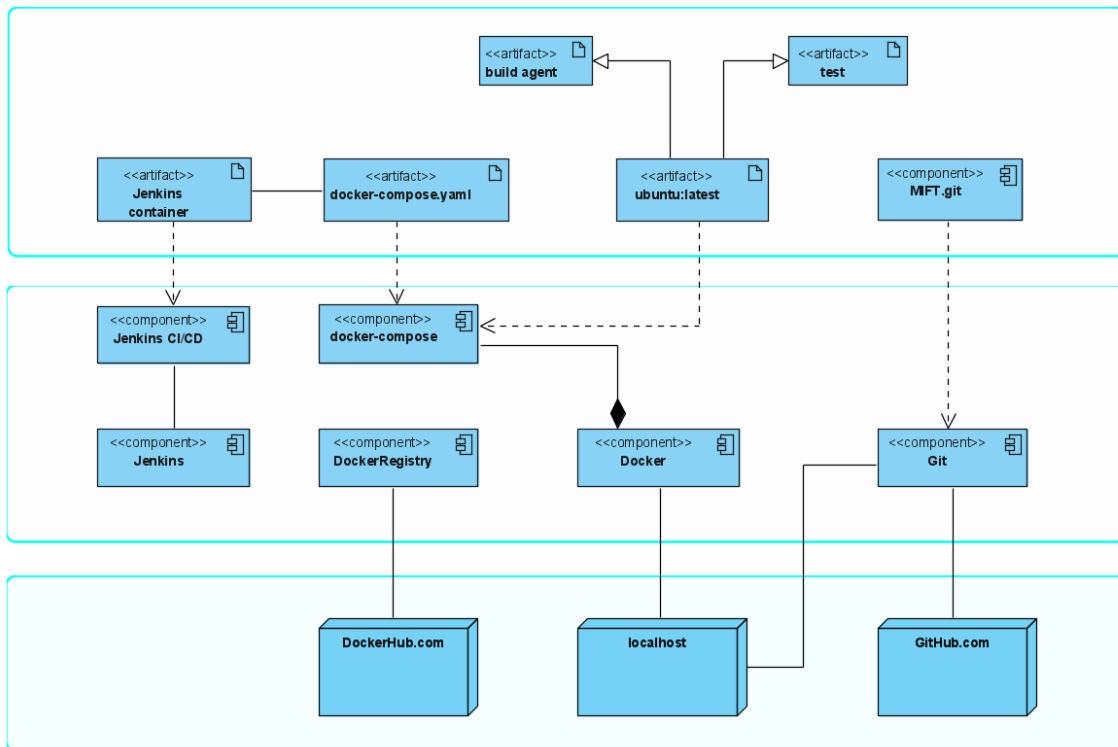 <<artifact>>
build agent
<<artifact>>
test
<<artifact>>
Jenkins
container
<<artifact>>
docker-compose.yaml
<<artifact>>
ubuntu:latest
<<component>>
MIFT.git
<<component>>
Jenkins CI/CD
<<component>>
docker-compose
<<component>>
Jenkins
<<component>>
DockerRegistry
<<component>>
Docker
<<component>>
Git
DockerHub.com
localhost
GitHub.com